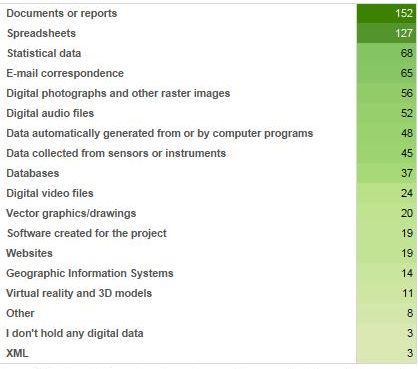 Documents or reports 152
Spreadsheets 127
Statistical data 68
E-mail correspondence 65
Digital photographs and other raster images 56
Digital audio files 52
Data automatically generated from or by computer programs 48
Data collected from sensors or instruments 45
Databases 37
Digital video files 24
Vector graphics/drawings 20
Software created for the project 19
Websites 19
Geographic Information Systems 14
Virtual reality and 3D models 11
Other 8
I don't hold any digital data 3
XML 3